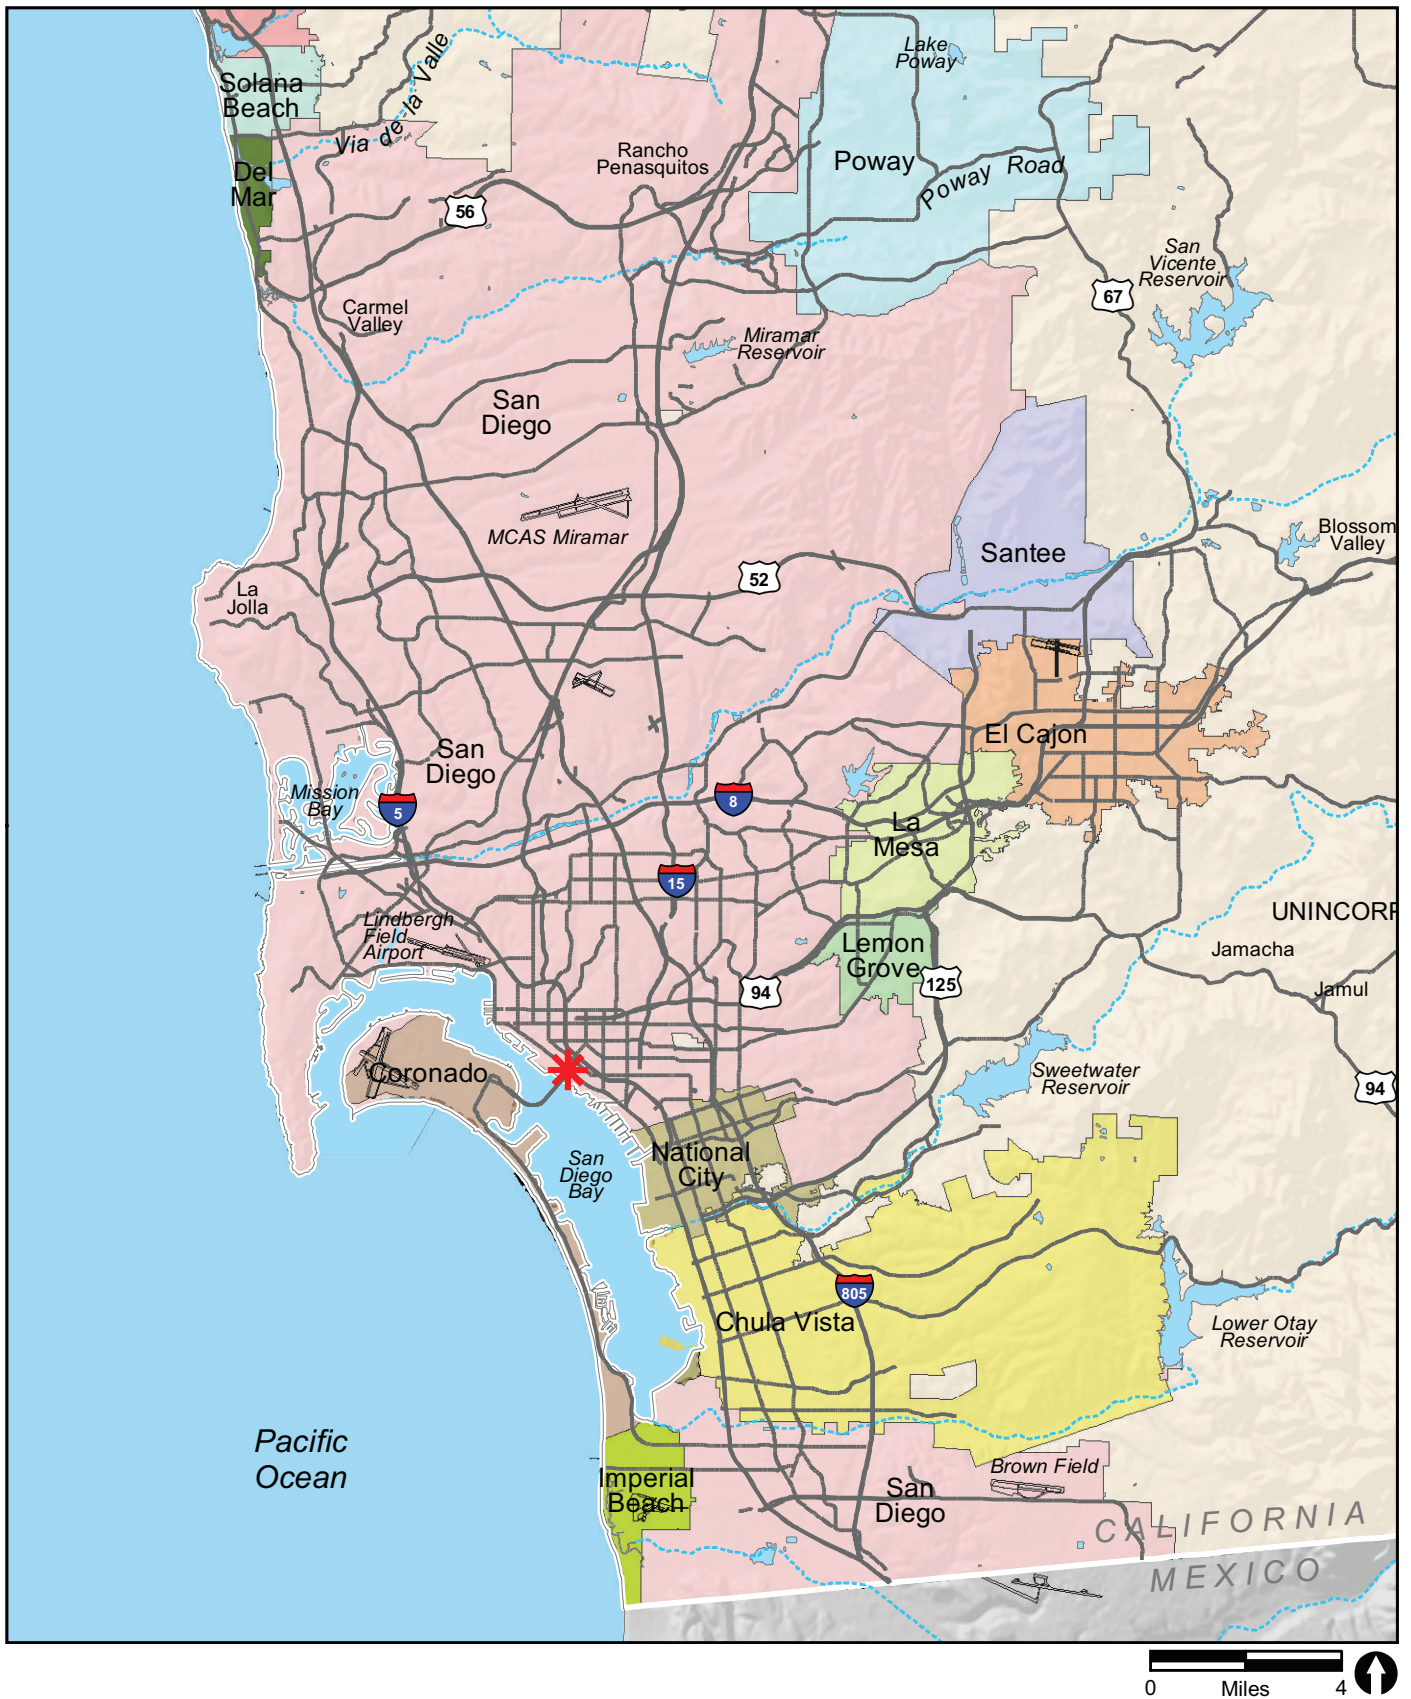 Lake
Poway
Solana
Beach
Via de la Valle
Rancho
Penasquitos
Poway
Poway Road
Del
Mar
56
San
Vicente
Reservoir
67
Carmel
Valley
Miramar
Reservoir
San
Diego
MCAS Miramar
Blossom
Valley
Santee
52
La
Jolla
El Cajon
San
Diego
Mission
Bay
5
8
La
Mesa
15
UNINCORP
Lindbergh
Field
Airport
Lemon
Grove
Jamacha
94
125
Jamul
Coronado
Sweetwater
Reservoir
94
National
City
San
Diego
Bay
805
Chula Vista
Lower Otay
Reservoir
Pacific
Ocean
Brown Field
Imperial
Beach
San
Diego
CALIFORNIA
MEXICO
0 Miles 4